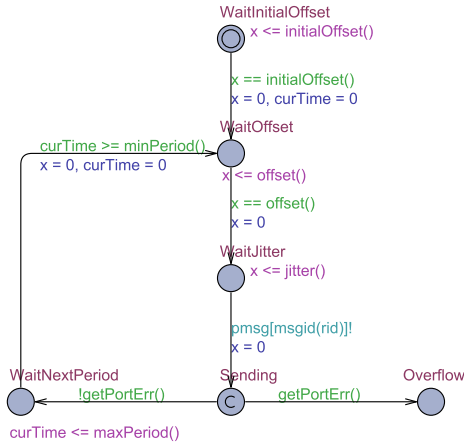 WaitInitialOffset
x <= initialOffset()
x == initialOffset()
x = 0, curTime = 0
WaitOffset
curTime >= minPeriod()
x = 0, curTime = 0
x <= offset()
x == offset()
x = 0
WaitJitter
x <= jitter()
pmsg[msgid(rid)]!
x = 0
WaitNextPeriod
Sending
Overflow
!getPortErr()
C
getPortErr()
curTime <= maxPeriod()